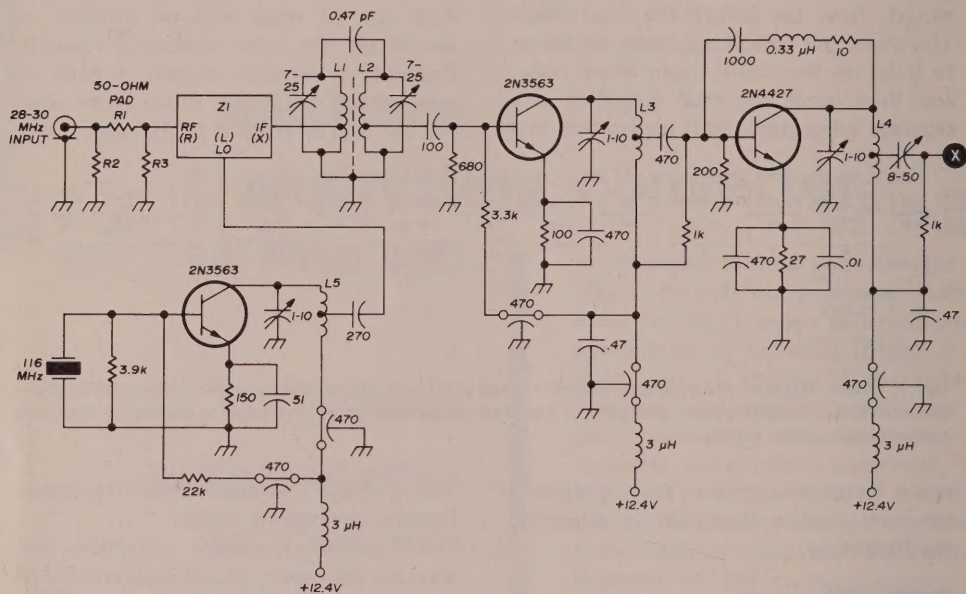 0.47 pF
7-
25
L1
L2
7-
25
50-OHM
PAD
R1
28-30
MHz
INPUT
R2
R3
Z1
RF
(R)
(L)
LO
IF
(X)
100
680
2N3563
3.3k
100
470
1-10
L3
470
1000
0.33 µH
10
2N4427
200
1k
470
27
.01
1-10
L4
8-50
X
1k
.47
470
3 µH
+12.4V
470
.47
470
3 µH
+12.4V
2N3563
L5
1-10
270
116
MHz
3.9k
150
51
470
22k
470
3 µH
+12.4V